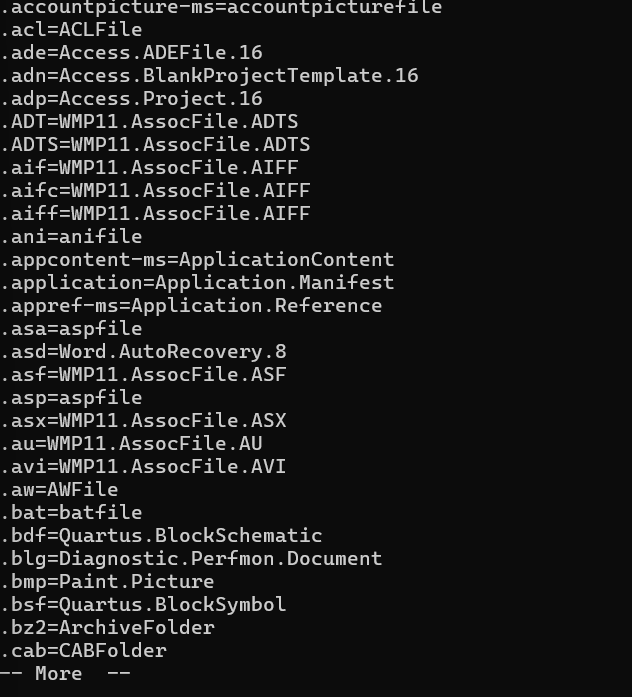 .accountpicture-ms=accountpicturefile
.acl=ACLFile
.ade=Access.ADEFile.16
.adn=Access.BlankProjectTemplate.16
.adp=Access.Project.16
.ADT=WMP11.AssocFile.ADTS
.ADTS=WMP11.AssocFile.ADTS
.aif=WMP11.AssocFile.AIFF
.aifc=WMP11.AssocFile.AIFF
.aiff=WMP11.AssocFile.AIFF
.ani=anifile
.appcontent-ms=ApplicationContent
.application=Application.Manifest
.appref-ms=Application.Reference
.asa=aspfile
.asd=Word.AutoRecovery.8
.asf=WMP11.AssocFile.ASF
.asp=aspfile
.asx=WMP11.AssocFile.ASX
.au=WMP11.AssocFile.AU
.avi=WMP11.AssocFile.AVI
.aw=AWFile
.bat=batfile
.bdf=Quartus.BlockSchematic
.blg=Diagnostic.Perfmon.Document
.bmp=Paint.Picture
.bsf=Quartus.BlockSymbol
.bz2=ArchiveFolder
.cab=CABFolder
-- More  --